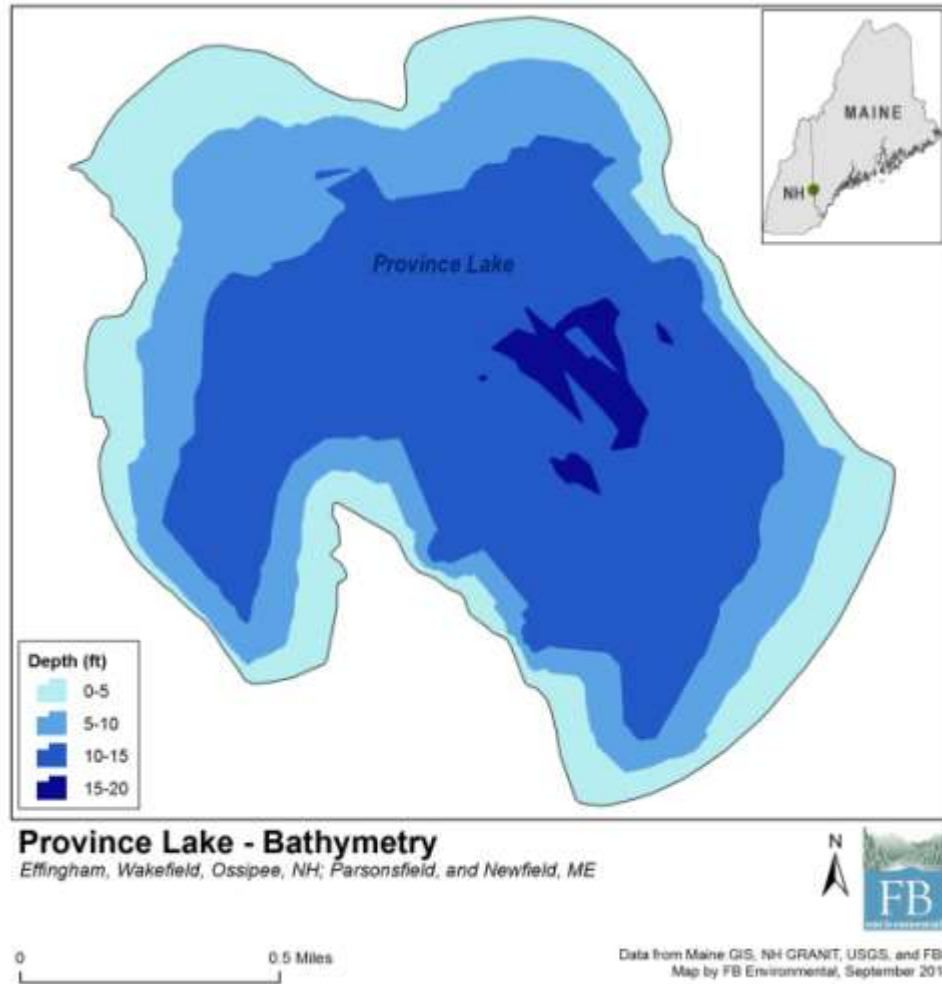 MAINE
NH
Province Lake
Depth (ft)
0-5
5-10
10-15
15-20
Province Lake - Bathymetry
Effingham, Wakefield, Ossipee, NH; Parsonsfield, and Newfield, ME
N
FB
0
0.5 Miles
Data from Maine GIS, NH GRANIT, USGS, and FB
Map by FB Environmental, September 201